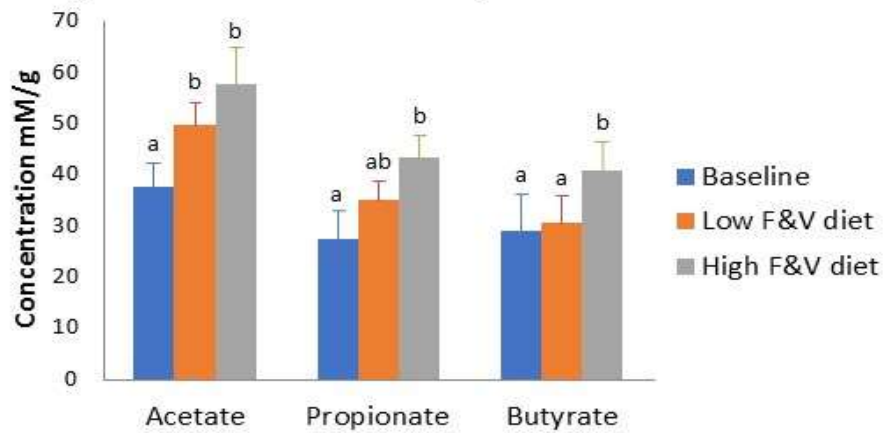 70
60
50
40
30
20
10
0
Concentration mM/g
a
b
b
a
ab
b
a
a
b
Acetate
Propionate
Butyrate
Baseline
Low F&V diet
High F&V diet